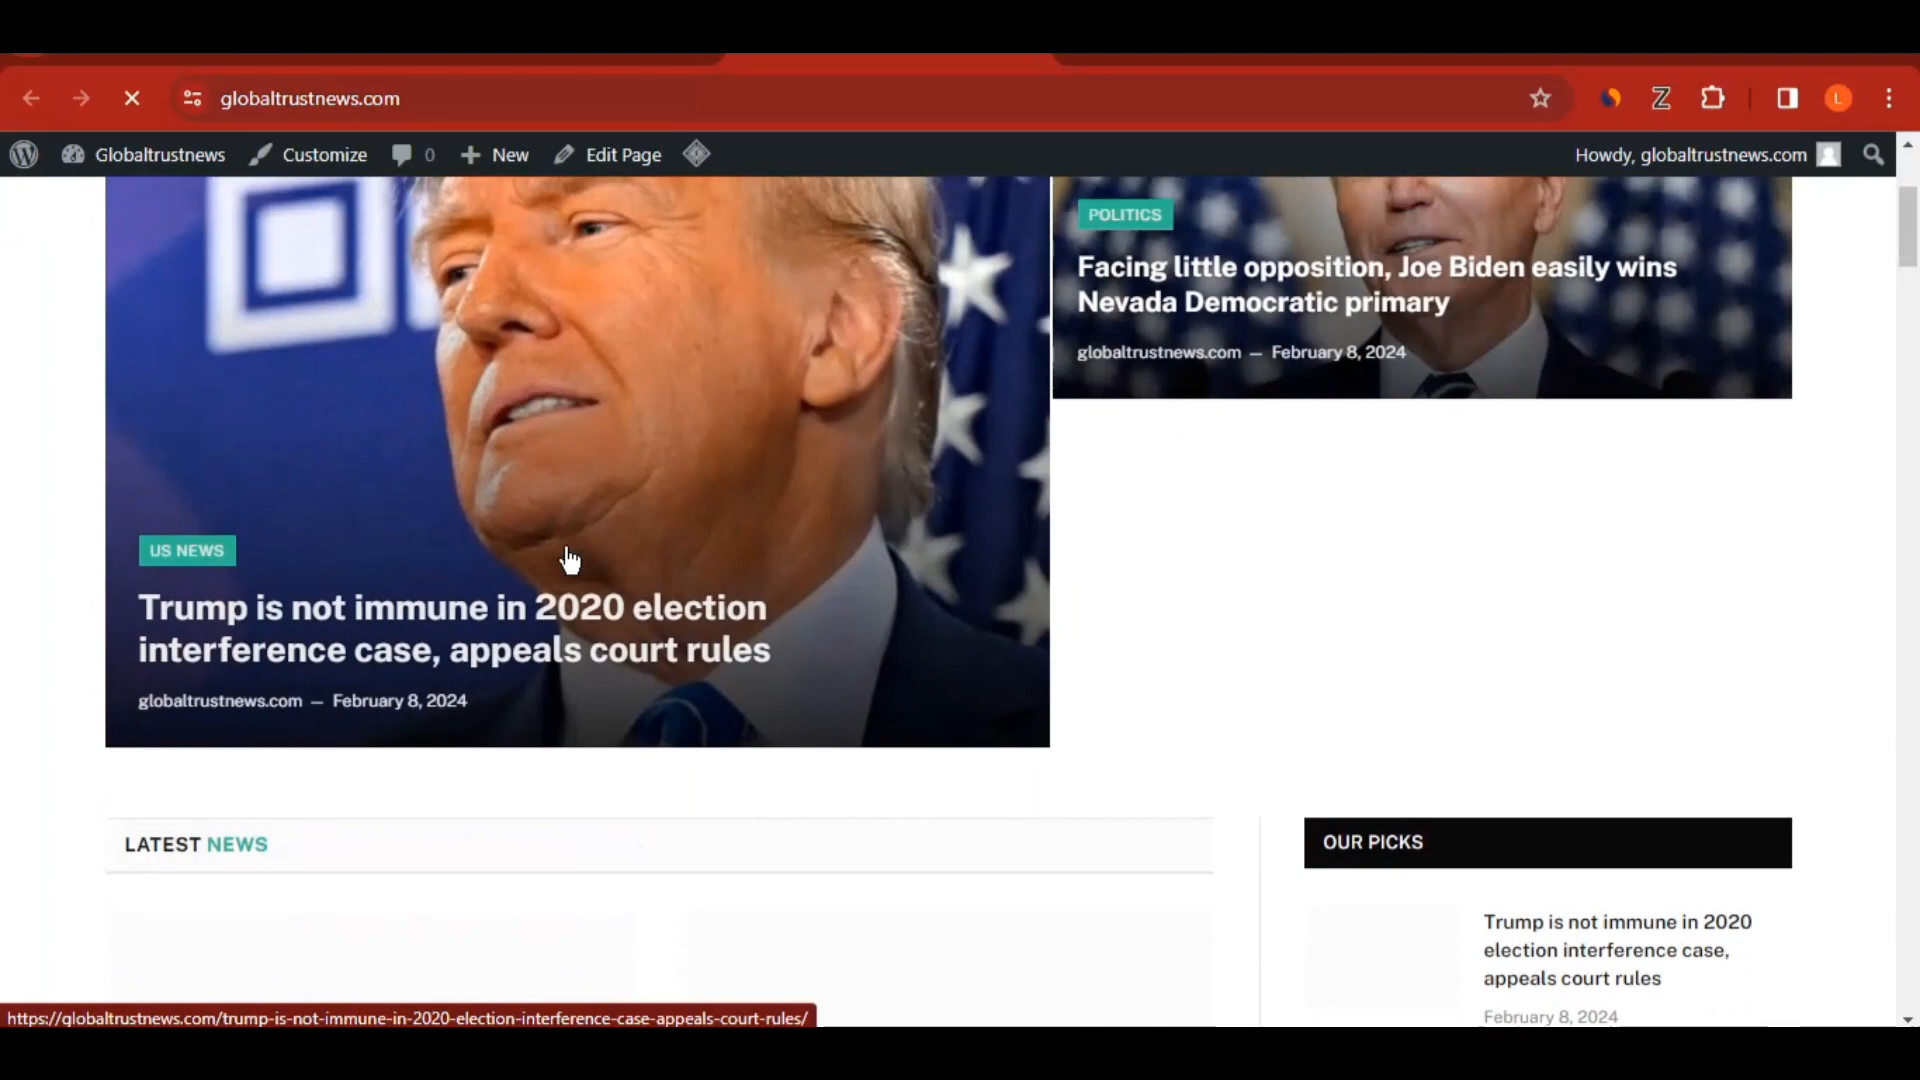 globaltrustnews.com
L
Globaltrustnews
Customize
0
New
Edit Page
Howdy, globaltrustnews.com
POLITICS
Facing little opposition, Joe Biden easily wins
Nevada Democratic primary
globaltrustnews.com — February 8, 2024
US NEWS
Trump is not immune in 2020 election
interference case, appeals court rules
globaltrustnews.com — February 8, 2024
LATEST NEWS
OUR PICKS
Trump is not immune in 2020
election interference case,
appeals court rules
February 8, 2024
https://globaltrustnews.com/trump-is-not-immune-in-2020-election-interference-case-appeals-court-rules/